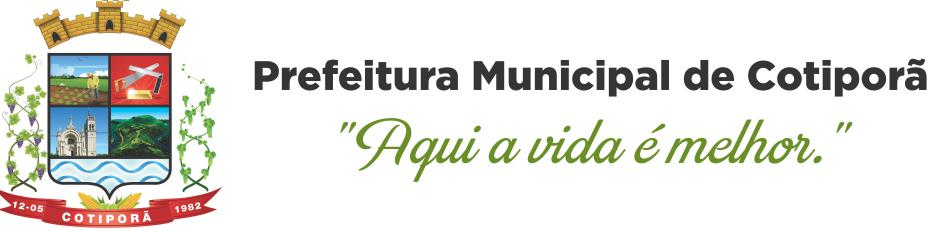 Prefeitura Municipal de Cotiporã
"Aqui a vida é melhor."
12-05 COTIPORÃ 1982